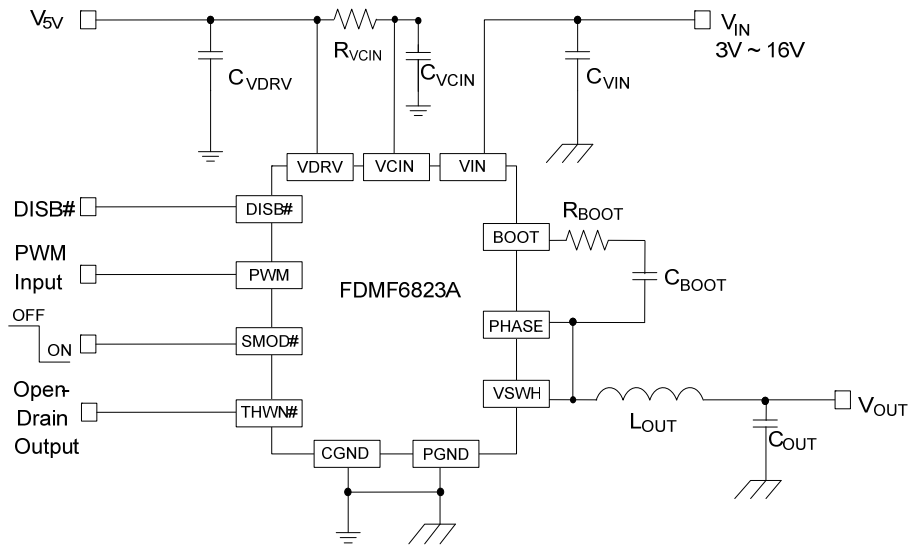 V5V
RVCIN
CVDRV
CVCIN
CVIN
VIN
3V ~ 16V
VDRV
VCIN
VIN
DISB#
DISB#
PWM
Input
PWM
OFF
ON
SMOD#
Open-
Drain
Output
THWN#
FDMF6823A
BOOT
RBOOT
CBOOT
PHASE
VSWH
LOUT
VOUT
COUT
CGND
PGND